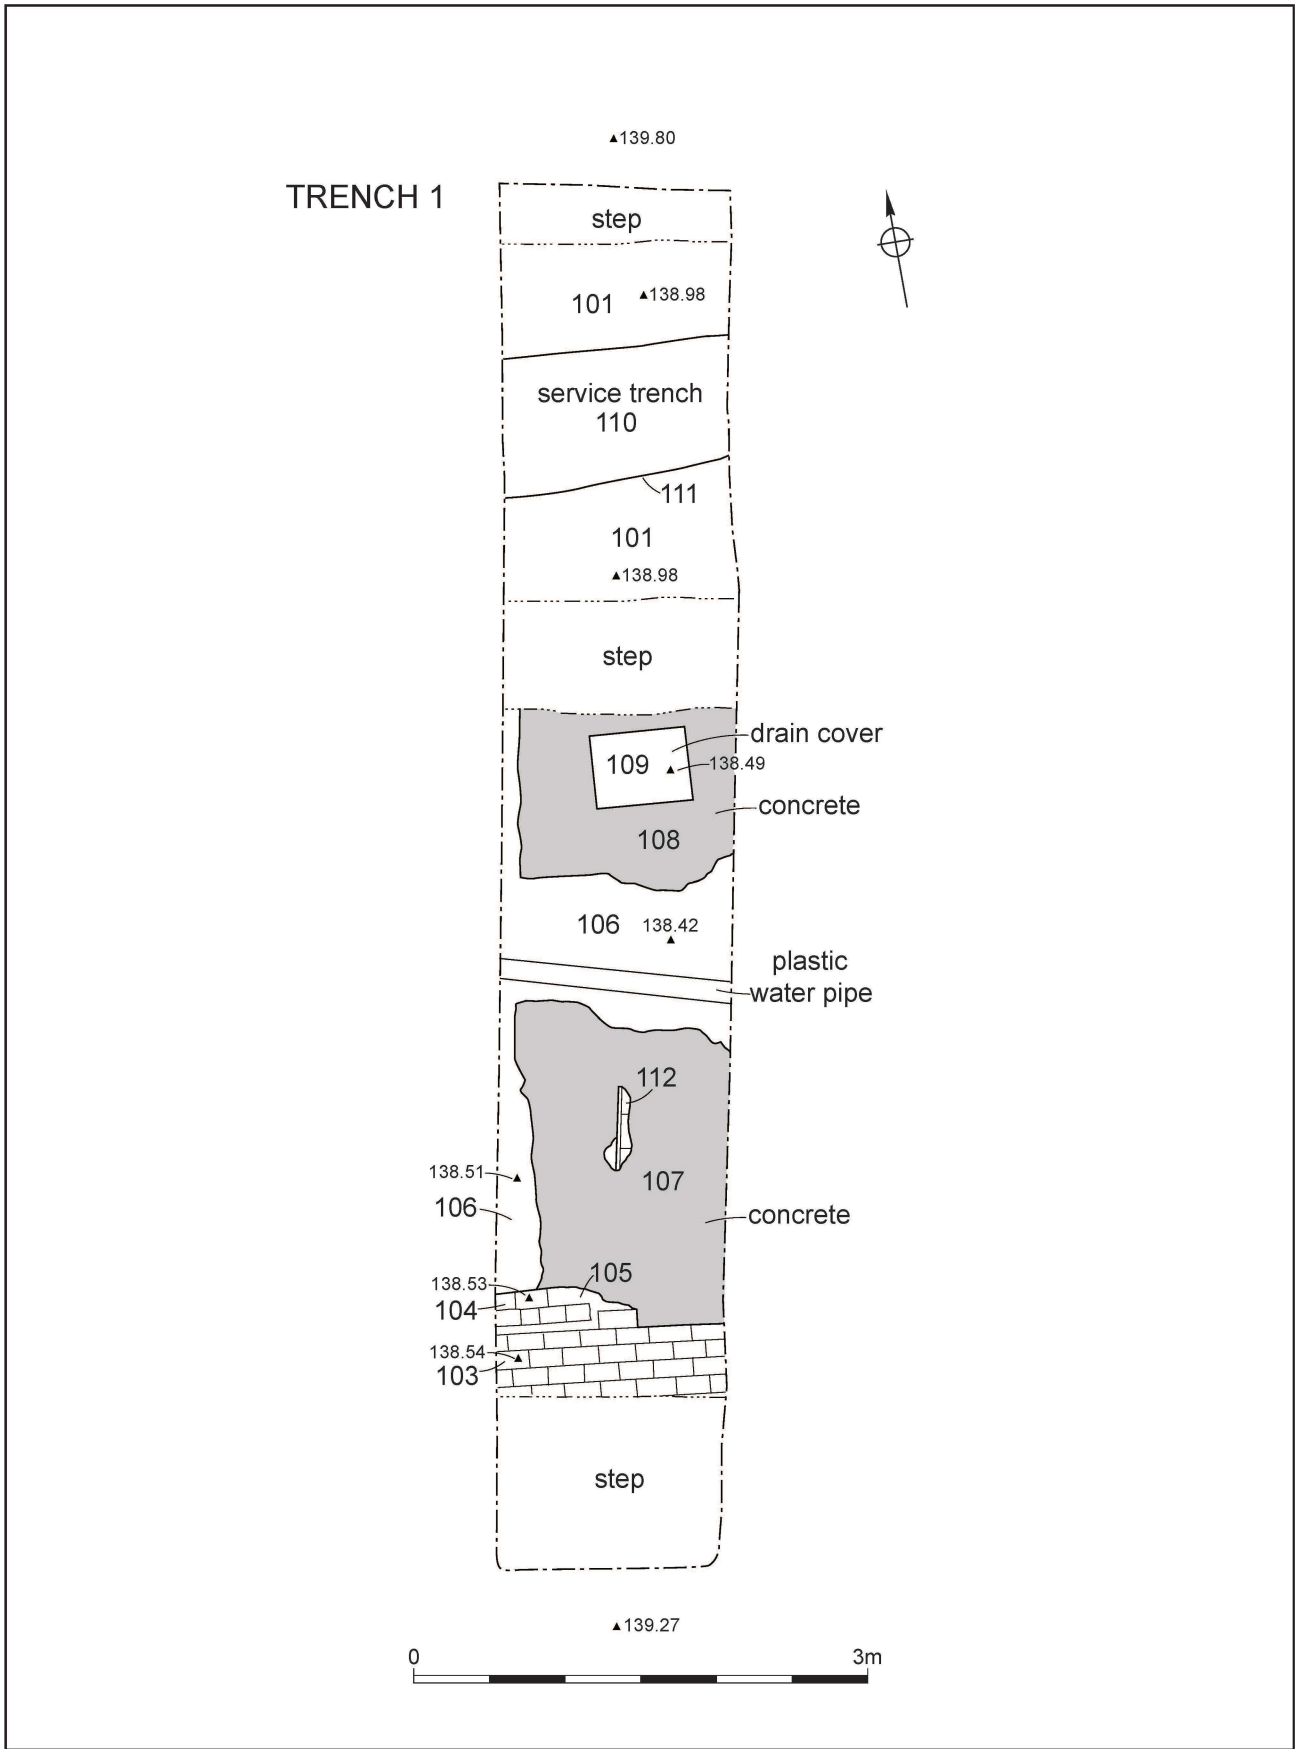 ▲139.80
TRENCH 1
step
101 ▲138.98
service trench
110
111
101
▲138.98
step
drain cover
109 ▲ 138.49
concrete
108
106 138.42
▲
plastic
water pipe
112
138.51 ▲
107
106
concrete
105
138.53 ▲
104
138.54 ▲
103
step
▲139.27
0 3m